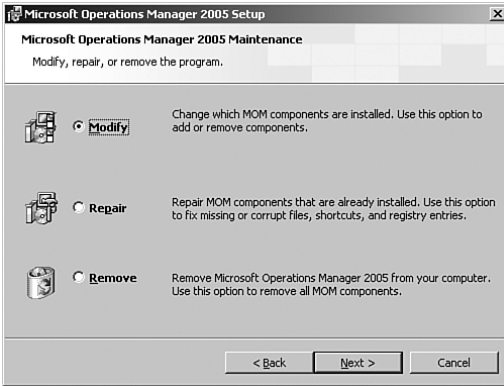 Microsoft Operations Manager 2005 Setup
Microsoft Operations Manager 2005 Maintenance
Modify, repair, or remove the program.
Modify
Change which MOM components are installed. Use this option to
add or remove components.
Repair
Repair MOM components that are already installed. Use this option
to fix missing or corrupt files, shortcuts, and registry entries.
Remove
Remove Microsoft Operations Manager 2005 from your computer.
Use this option to remove all MOM components.
< Back
Next >
Cancel